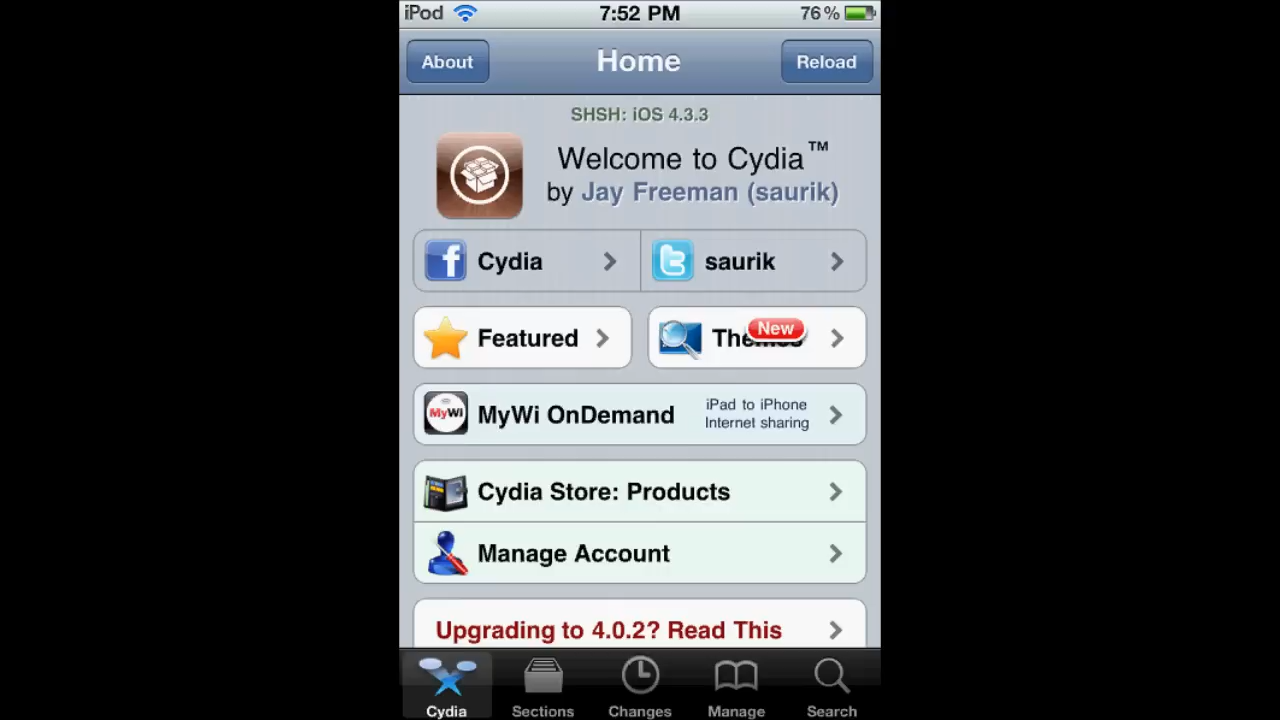 iPod 7:52 PM 76%
About Home Reload
SHSH: iOS 4.3.3
Welcome to Cydia™
by Jay Freeman (saurik)
Cydia saurik
Featured Themes New
MyWi MyWi OnDemand iPad to iPhone
Internet sharing
Cydia Store: Products
Manage Account
Upgrading to 4.0.2? Read This
Cydia Sections Changes Manage Search